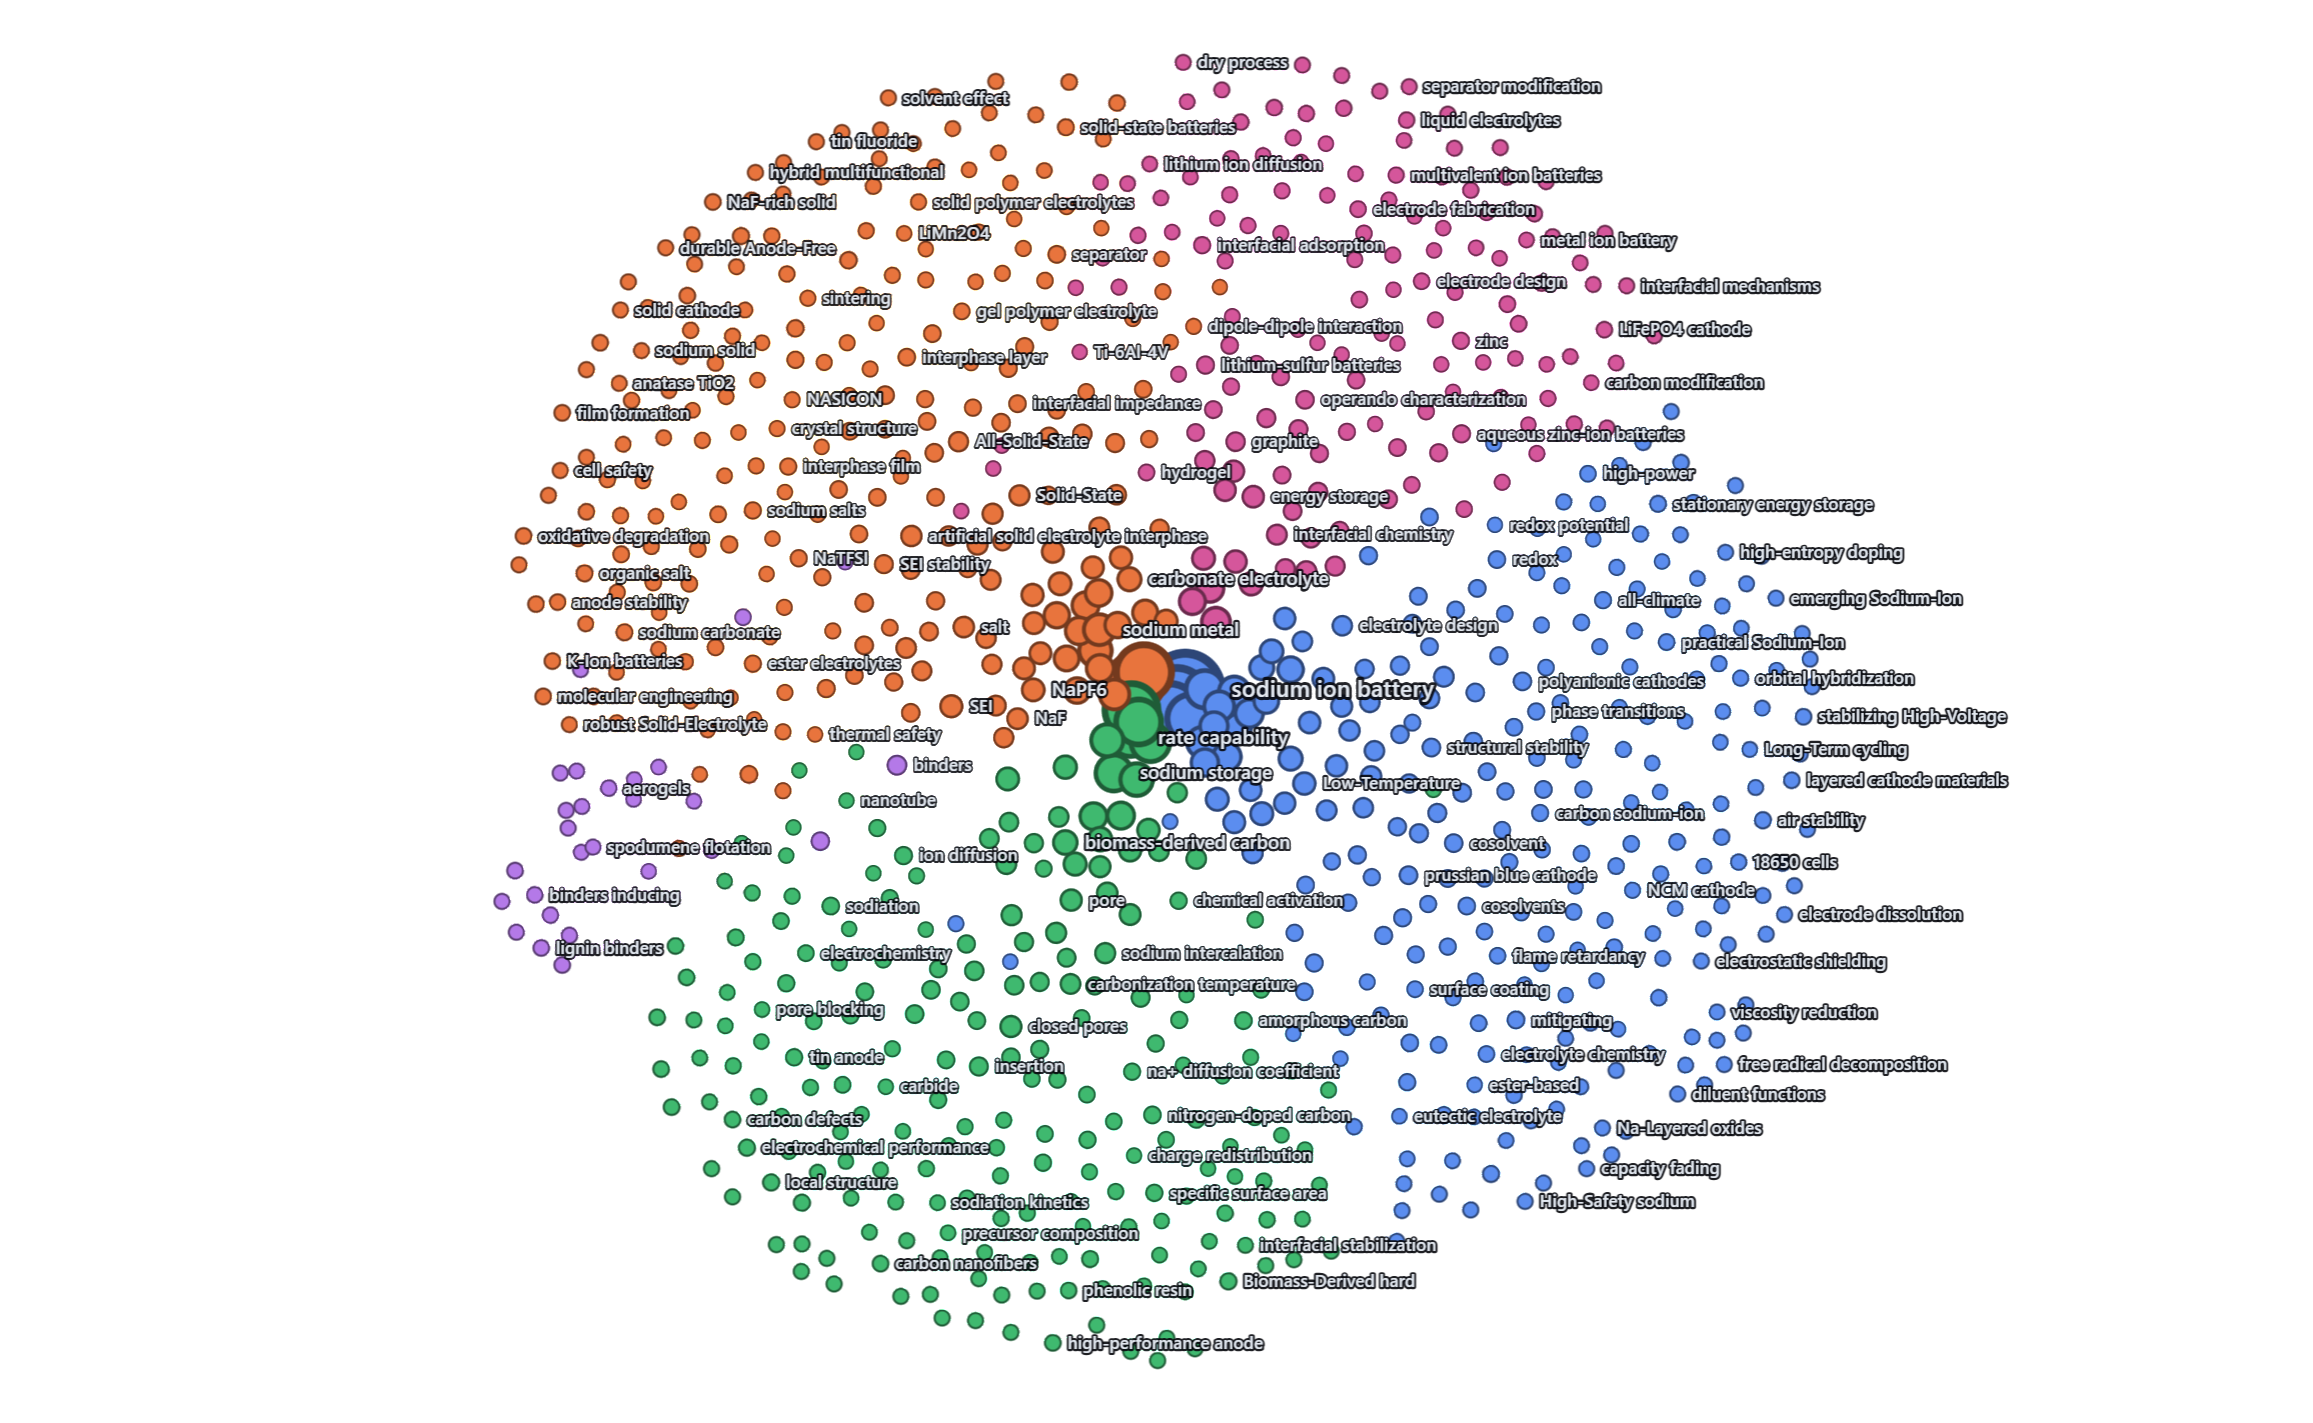 dry process
separator modification
solvent effect
liquid electrolytes
solid-state batteries
tin fluoride
lithium ion diffusion
hybrid multifunctional
multivalent ion batteries
NaF-rich solid
solid polymer electrolytes
electrode fabrication
LiMn2O4
metal ion battery
durable Anode-Free
separator
interfacial adsorption
electrode design
interfacial mechanisms
sintering
solid cathode
gel polymer electrolyte
dipole-dipole interaction
LiFePO4 cathode
zinc
sodium solid
interphase layer
Ti-6Al-4V
lithium-sulfur batteries
anatase TiO2
carbon modification
NASICON
interfacial impedance
operando characterization
film formation
crystal structure
All-Solid-State
graphite
aqueous zinc-ion batteries
cell safety
interphase film
hydrogel
high-power
Solid-State
energy storage
stationary energy storage
sodium salts
redox potential
oxidative degradation
artificial solid electrolyte interphase
interfacial chemistry
high-entropy doping
NaTFSI
SEI stability
redox
organic salt
carbonate electrolyte
anode stability
all-climate
emerging Sodium-Ion
sodium carbonate
salt
sodium metal
electrolyte design
practical Sodium-Ion
K-Ion batteries
ester electrolytes
polyanionic cathodes
orbital hybridization
molecular engineering
NaPF6
sodium ion battery
SEI
NaF
phase transitions
stabilizing High-Voltage
robust Solid-Electrolyte
thermal safety
rate capability
structural stability
Long-Term cycling
binders
sodium storage
Low-Temperature
layered cathode materials
aerogels
nanotube
carbon sodium-ion
air stability
spodumene flotation
ion diffusion
biomass-derived carbon
cosolvent
18650 cells
prussian blue cathode
binders inducing
sodiation
pore
chemical activation
cosolvents
NCM cathode
electrode dissolution
lignin binders
electrochemistry
sodium intercalation
flame retardancy
electrostatic shielding
carbonization temperature
surface coating
pore blocking
closed pores
amorphous carbon
mitigating
viscosity reduction
tin anode
insertion
na+ diffusion coefficient
electrolyte chemistry
free radical decomposition
carbide
ester-based
diluent functions
carbon defects
nitrogen-doped carbon
eutectic electrolyte
Na-Layered oxides
electrochemical performance
charge redistribution
capacity fading
local structure
sodiation kinetics
specific surface area
High-Safety sodium
precursor composition
interfacial stabilization
carbon nanofibers
phenolic resin
Biomass-Derived hard
high-performance anode